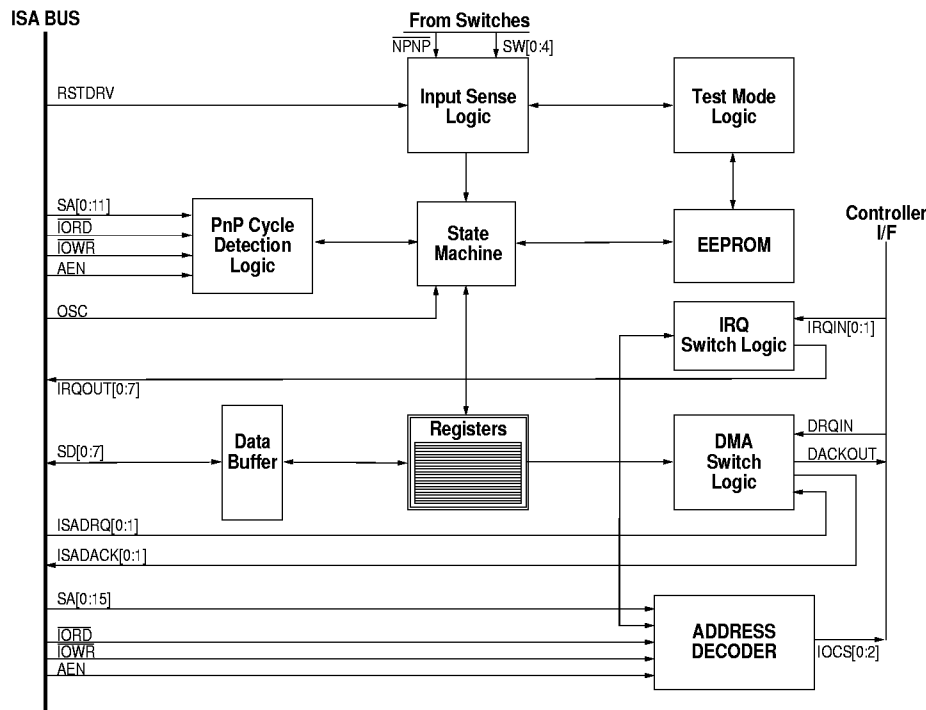 ISA BUS
From Switches
NPNP
SW[0:4]
RSTDRV
Input Sense
Logic
Test Mode
Logic
SA[0:11]
IORD
IOWR
AEN
PnP Cycle
Detection
Logic
State
Machine
EEPROM
Controller
I/F
OSC
IRQ
Switch Logic
IRQIN[0:1]
IRQOUT[0:7]
SD[0:7]
Data
Buffer
Registers
DMA
Switch
Logic
DRQIN
DACKOUT
ISADRQ[0:1]
ISADACK[0:1]
SA[0:15]
IORD
IOWR
AEN
ADDRESS
DECODER
IOCS[0:2]